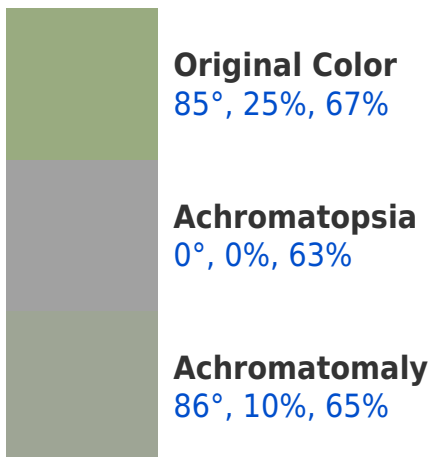 Original Color
85°, 25%, 67%
Achromatopsia
0°, 0%, 63%
Achromatomaly
86°, 10%, 65%